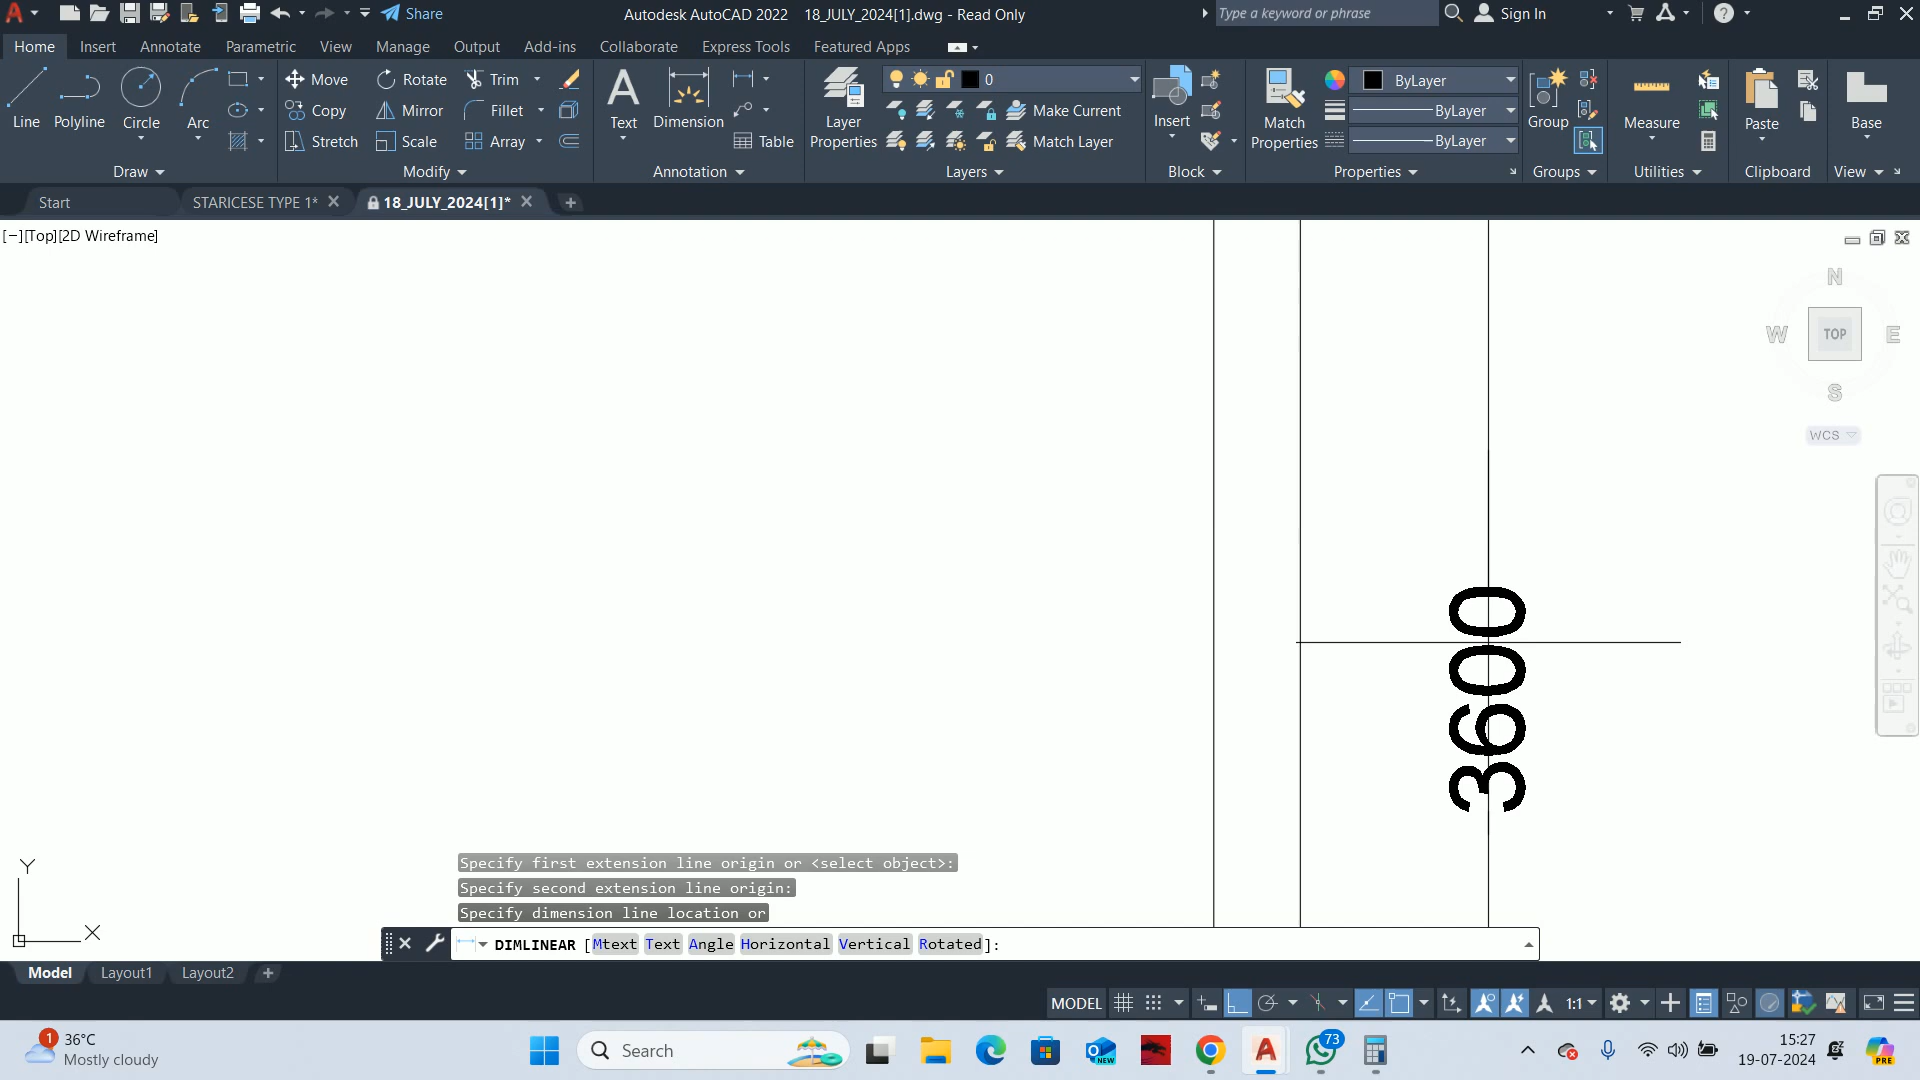 Share
Autodesk AutoCAD 2022 18_JULY_2024[1].dwg - Read Only
Type a keyword or phrase
Sign In
Home Insert Annotate Parametric View Manage Output Add-ins Collaborate Express Tools Featured Apps
Line Polyline Circle Arc
Move Rotate Trim
Copy Mirror Fillet
Stretch Scale Array
Text Dimension Table
Layer Properties
0
Make Current
Match Layer
Insert
Match Properties
ByLayer
ByLayer
ByLayer
Group
Measure
Paste
Base
Draw Modify Annotation Layers Block Properties Groups Utilities Clipboard View
Start STARICESE TYPE 1* 18_JULY_2024[1]*
[−][Top][2D Wireframe]
N
W TOP E
S
WCS
3600
Y
X
Specify first extension line origin or <select object>:
Specify second extension line origin:
Specify dimension line location or
DIMLINEAR [Mtext Text Angle Horizontal Vertical Rotated]:
Model Layout1 Layout2
MODEL 1:1
1
36°C
Mostly cloudy
Search
NEW
73
15:27
19-07-2024
PRE